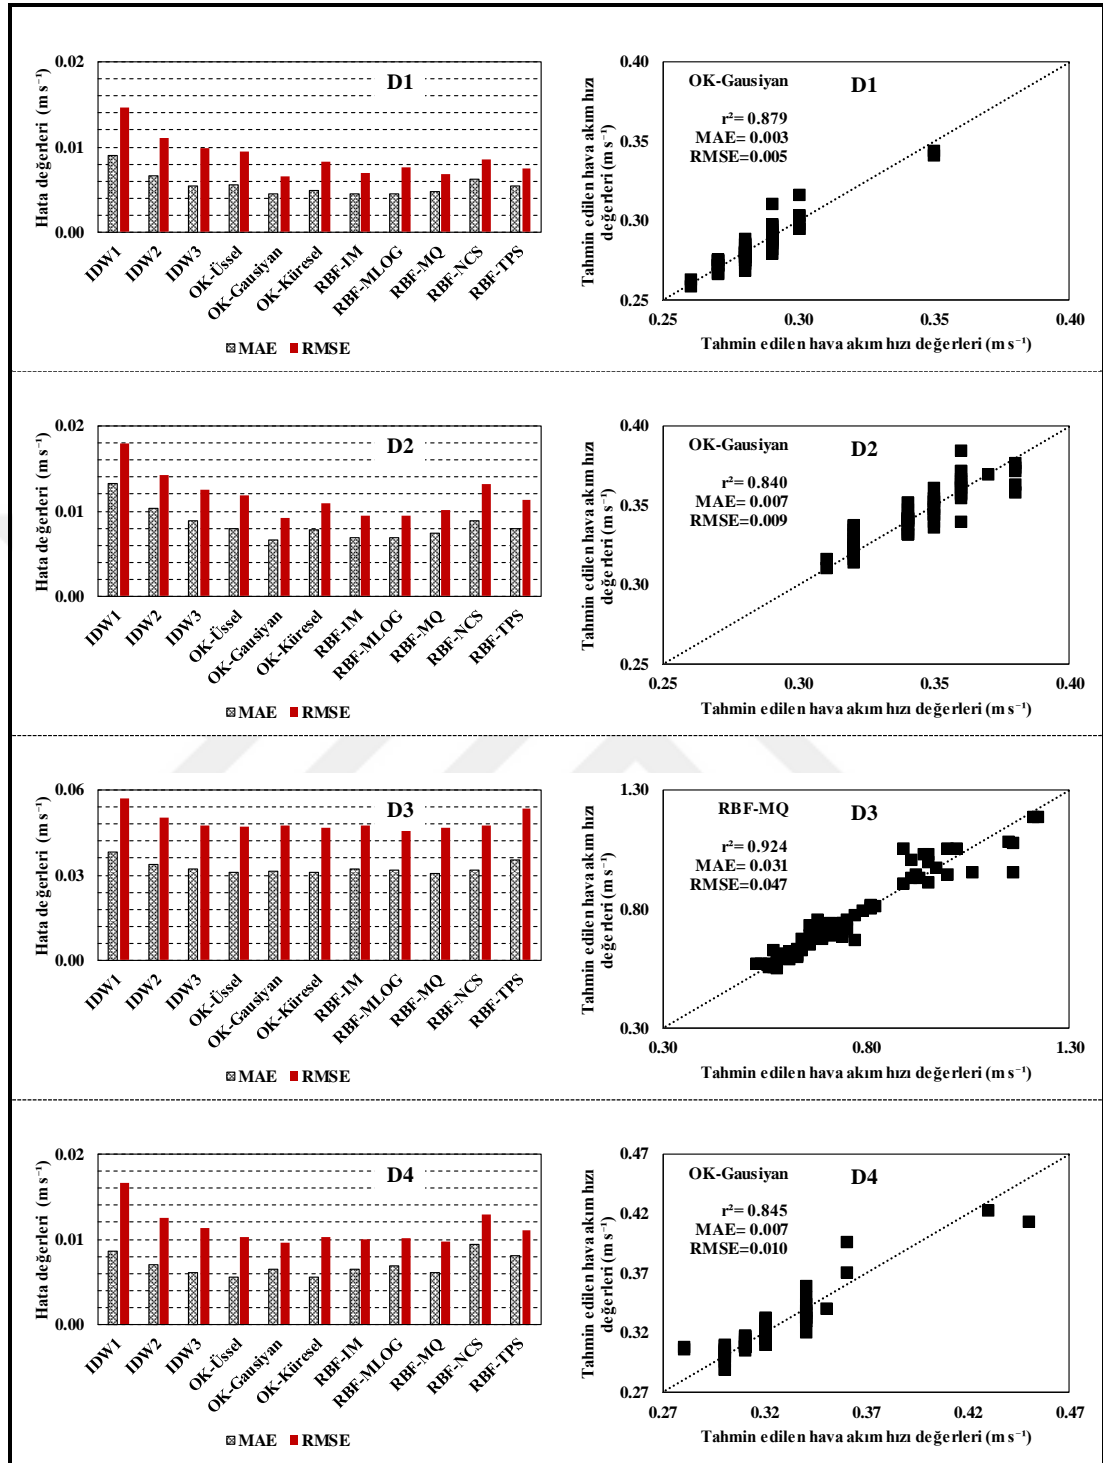 0.02
0.01
0.00
Hata değerleri (m s⁻¹)
D1
IDW1
IDW2
IDW3
OK-Üssel
OK-Gausiyan
OK-Küresel
RBF-IM
RBF-MLOG
RBF-MQ
RBF-NCS
RBF-TPS
MAE RMSE
0.40
0.35
0.30
0.25
Tahmin edilen hava akım hızı
değerleri (m s⁻¹)
OK-Gausiyan
D1
r²= 0.879
MAE= 0.003
RMSE=0.005
0.25 0.30 0.35 0.40
Tahmin edilen hava akım hızı değerleri (m s⁻¹)
0.02
0.01
0.00
Hata değerleri (m s⁻¹)
D2
IDW1
IDW2
IDW3
OK-Üssel
OK-Gausiyan
OK-Küresel
RBF-IM
RBF-MLOG
RBF-MQ
RBF-NCS
RBF-TPS
MAE RMSE
0.40
0.35
0.30
0.25
Tahmin edilen hava akım hızı
değerleri (m s⁻¹)
OK-Gausiyan
D2
r²= 0.840
MAE= 0.007
RMSE=0.009
0.25 0.30 0.35 0.40
Tahmin edilen hava akım hızı değerleri (m s⁻¹)
0.06
0.03
0.00
Hata değerleri (m s⁻¹)
D3
IDW1
IDW2
IDW3
OK-Üssel
OK-Gausiyan
OK-Küresel
RBF-IM
RBF-MLOG
RBF-MQ
RBF-NCS
RBF-TPS
MAE RMSE
1.30
0.80
0.30
Tahmin edilen hava akım hızı
değerleri (m s⁻¹)
RBF-MQ
D3
r²= 0.924
MAE= 0.031
RMSE=0.047
0.30 0.80 1.30
Tahmin edilen hava akım hızı değerleri (m s⁻¹)
0.02
0.01
0.00
Hata değerleri (m s⁻¹)
D4
IDW1
IDW2
IDW3
OK-Üssel
OK-Gausiyan
OK-Küresel
RBF-IM
RBF-MLOG
RBF-MQ
RBF-NCS
RBF-TPS
MAE RMSE
0.47
0.42
0.37
0.32
0.27
Tahmin edilen hava akım hızı
değerleri (m s⁻¹)
OK-Gausiyan
D4
r²= 0.845
MAE= 0.007
RMSE=0.010
0.27 0.32 0.37 0.42 0.47
Tahmin edilen hava akım hızı değerleri (m s⁻¹)